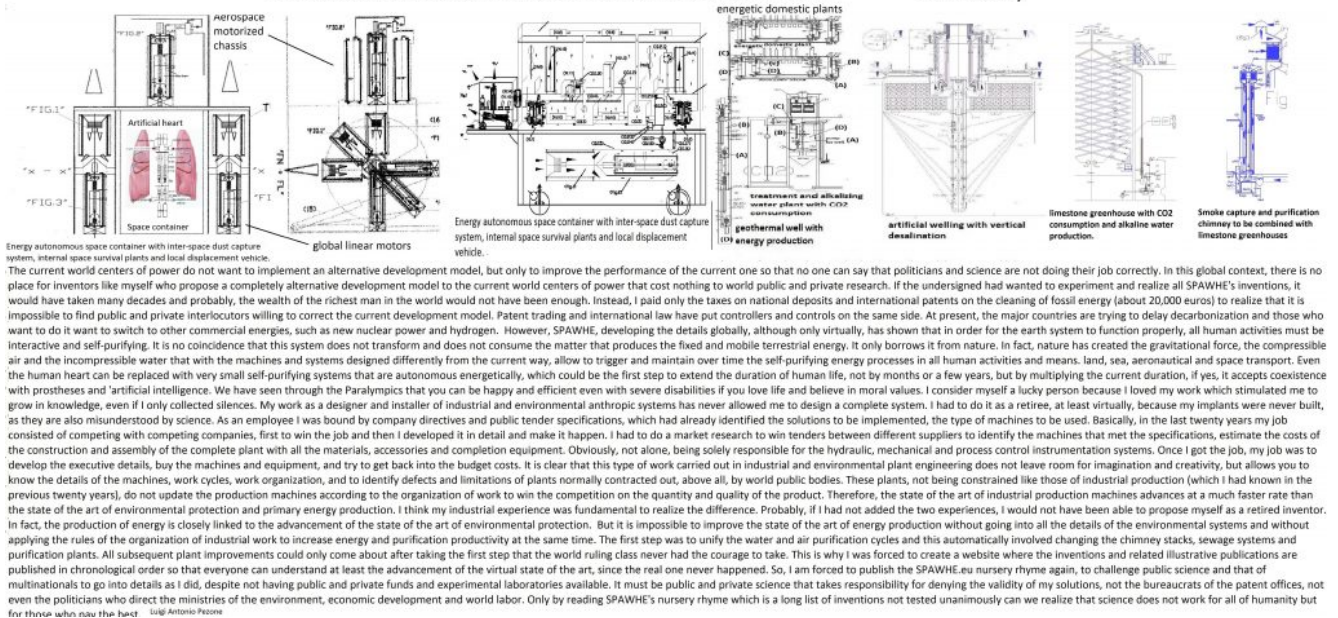 energetic domestic plants
Aerospace
motorized
chassis
"FIG.8"
"FIG.1"
T
Artificial heart
"FIG.3"
Space container
global linear motors
Energy autonomous space container with inter-space dust capture
system, internal space survival plants and local displacement vehicle.
Energy autonomous space container with inter-space dust capture
system, internal space survival plants and local displacement
vehicle.
energetic domestic plant
(C)
(D)
(B)
(A)
(C)
(B)
(B)
(D)
(A)
(A)
treatment and alkalising
water plant with CO2
consumption
geothermal well with
(D) energy production
artificial welling with vertical
desalination
limestone greenhouse with CO2
consumption and alkaline water
production.
Smoke capture and purification
chimney to be combined with
limestone greenhouses
The current world centers of power do not want to implement an alternative development model, but only to improve the performance of the current one so that no one can say that politicians and science are not doing their job correctly. In this global context, there is no
place for inventors like myself who propose a completely alternative development model to the current world centers of power that cost nothing to world public and private research. If the undersigned had wanted to experiment and realize all SPAWHE's inventions, it
would have taken many decades and probably, the wealth of the richest man in the world would not have been enough. Instead, I paid only the taxes on national deposits and international patents on the cleaning of fossil energy (about 20,000 euros) to realize that it is
impossible to find public and private interlocutors willing to correct the current development model. Patent trading and international law have put controllers and controls on the same side. At present, the major countries are trying to delay decarbonization and those who
want to do it want to switch to other commercial energies, such as new nuclear power and hydrogen. However, SPAWHE, developing the details globally, although only virtually, has shown that in order for the earth system to function properly, all human activities must be
interactive and self-purifying. It is no coincidence that this system does not transform and does not consume the matter that produces the fixed and mobile terrestrial energy. It only borrows it from nature. In fact, nature has created the gravitational force, the compressible
air and the incompressible water that with the machines and systems designed differently from the current way, allow to trigger and maintain over time the self-purifying energy processes in all human activities and means. land, sea, aeronautical and space transport. Even
the human heart can be replaced with very small self-purifying systems that are autonomous energetically, which could be the first step to extend the duration of human life, not by months or a few years, but by multiplying the current duration, if yes, it accepts coexistence
with prostheses and 'artificial intelligence. We have seen through the Paralympics that you can be happy and efficient even with severe disabilities if you love life and believe in moral values. I consider myself a lucky person because I loved my work which stimulated me to
grow in knowledge, even if I only collected silences. My work as a designer and installer of industrial and environmental anthropic systems has never allowed me to design a complete system. I had to do it as a retiree, at least virtually, because my implants were never built,
as they are also misunderstood by science. As an employee I was bound by company directives and public tender specifications, which had already identified the solutions to be implemented, the type of machines to be used. Basically, in the last twenty years my job
consisted of competing with competing companies, first to win the job and then I developed it in detail and make it happen. I had to do a market research to win tenders between different suppliers to identify the machines that met the specifications, estimate the costs of
the construction and assembly of the complete plant with all the materials, accessories and completion equipment. Obviously, not alone, being solely responsible for the hydraulic, mechanical and process control instrumentation systems. Once I got the job, my job was to
develop the executive details, buy the machines and equipment, and try to get back into the budget costs. It is clear that this type of work carried out in industrial and environmental plant engineering does not leave room for imagination and creativity, but allows you to
know the details of the machines, work cycles, work organization, and to identify defects and limitations of plants normally contracted out, above all, by world public bodies. These plants, not being constrained like those of industrial production (which I had known in the
previous twenty years), do not update the production machines according to the organization of work to win the competition on the quantity and quality of the product. Therefore, the state of the art of industrial production machines advances at a much faster rate than
the state of the art of environmental protection and primary energy production. I think my industrial experience was fundamental to realize the difference. Probably, if I had not added the two experiences, I would not have been able to propose myself as a retired inventor.
In fact, the production of energy is closely linked to the advancement of the state of the art of environmental protection. But it is impossible to improve the state of the art of energy production without going into all the details of the environmental systems and without
applying the rules of the organization of industrial work to increase energy and purification productivity at the same time. The first step was to unify the water and air purification cycles and this automatically involved changing the chimney stacks, sewage systems and
purification plants. All subsequent plant improvements could only come about after taking the first step that the world ruling class never had the courage to take. This is why I was forced to create a website where the inventions and related illustrative publications are
published in chronological order so that everyone can understand at least the advancement of the virtual state of the art, since the real one never happened. So, I am forced to publish the SPAWHE.eu nursery rhyme again, to challenge public science and that of
multinationals to go into details as I did, despite not having public and private funds and experimental laboratories available. It must be public and private science that takes responsibility for denying the validity of my solutions, not the bureaucrats of the patent offices, not
even the politicians who direct the ministries of the environment, economic development and world labor. Only by reading SPAWHE's nursery rhyme which is a long list of inventions not tested unanimously can we realize that science does not work for all of humanity but
for those who pay the best. Luigi Antonio Pezone